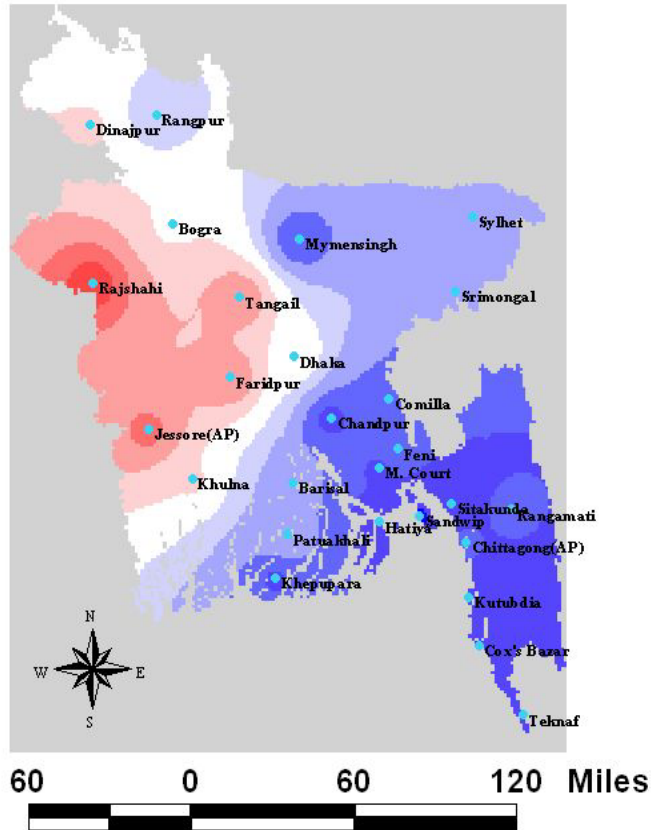 Rangpur
Dinajpur
Sylhet
Bogra
Mymensingh
Rajshahi
Srimongal
Tangail
Dhaka
Faridpur
Comilla
Chandpur
Jessore(AP)
Feni
M. Court
Khulna
Barisal
Sitakunda
Rangamati
Sandwip
Hatiya
Patuakhali
Chittagong(AP)
Khepupara
Kutubdia
N
Cox's Bazar
W E
S
Teknaf
60 0 60 120 Miles